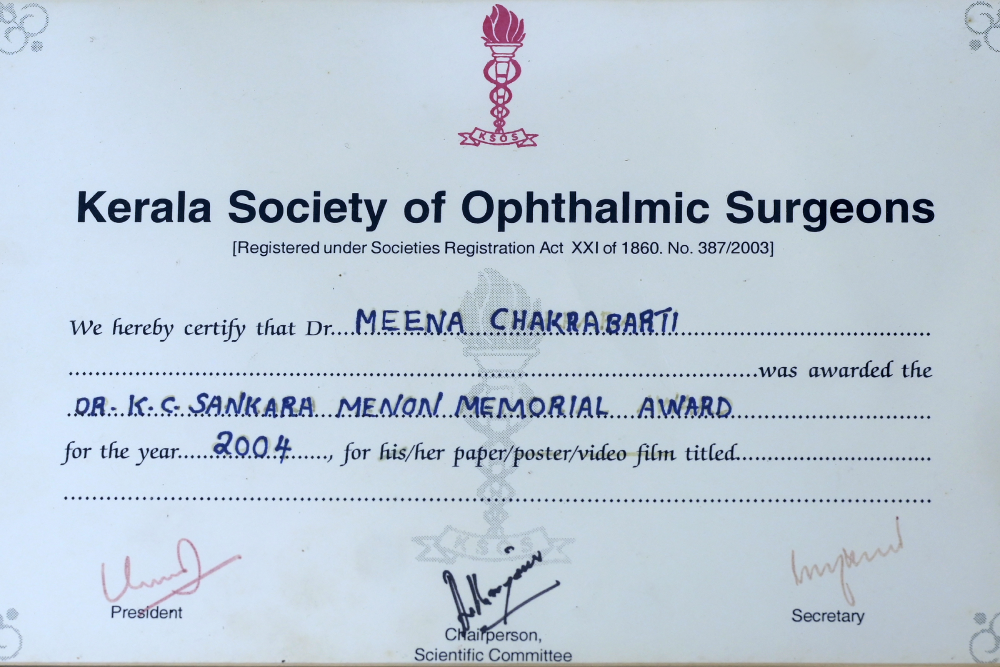 KSOS
Kerala Society of Ophthalmic Surgeons
[Registered under Societies Registration Act XXI of 1860. No. 387/2003]
We hereby certify that Dr....MEENA CHAKRABARTI
was awarded the
DR. K.C. SANKARA MENON MEMORIAL AWARD
for the year.....2004......, for his/her paper/poster/video film titled
KSOS
President
Chairperson,
Scientific Committee
Secretary